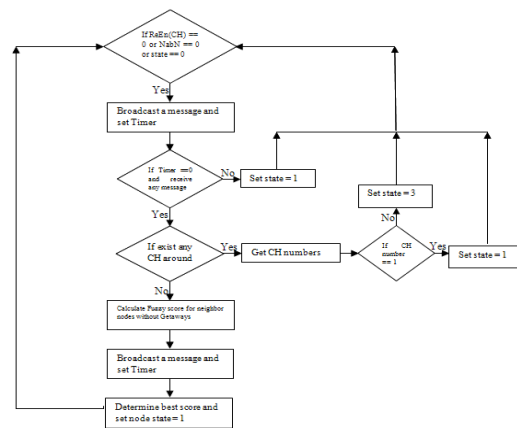 If ReEn(CH) ==
0 or NabN == 0
or state == 0
Yes
Broadcast a message and
set Timer
If Timer ==0
and receive
any message
No
Set state = 1
Set state = 3
Yes
No
If exist any
CH around
Yes
Get CH numbers
If CH
number
== 1
Yes
Set state = 1
No
Calculate Fuzzy score for neighbor
nodes without Getaways
Broadcast a message and
set Timer
Determine best score and
set node state= 1